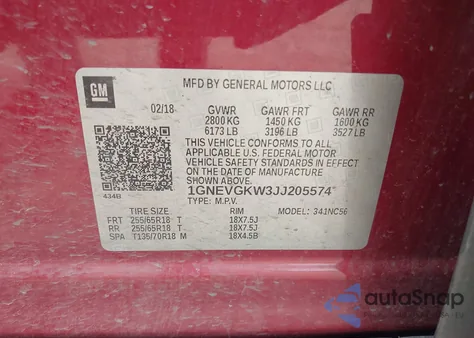 GM
MFD BY GENERAL MOTORS LLC
02/18 GVWR GAWR FRT GAWR RR
2800 KG 1450 KG 1600 KG
6173 LB 3196 LB 3527 LB
THIS VEHICLE CONFORMS TO ALL
APPLICABLE U.S. FEDERAL MOTOR
VEHICLE SAFETY STANDARDS IN EFFECT
ON THE DATE OF MANUFACTURE
SHOWN ABOVE.
1GNEVGKW3JJ205574
434B TYPE: M.P.V.
TIRE SIZE RIM MODEL: 341NC56
FRT 255/65R18 T 18X7.5J
RR 255/65R18 T 18X7.5J
SPA T135/70R18 M 18X4.5B
autoSnap